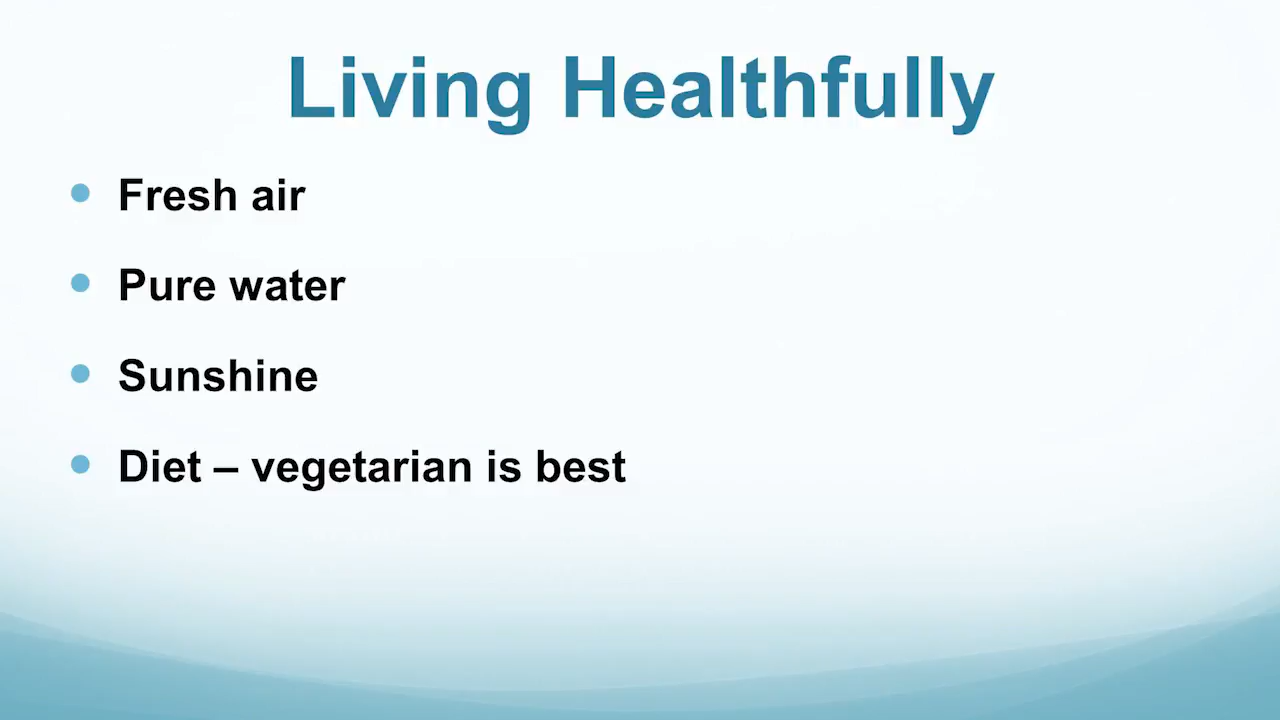 Living Healthfully
Fresh air
Pure water
Sunshine
Diet – vegetarian is best